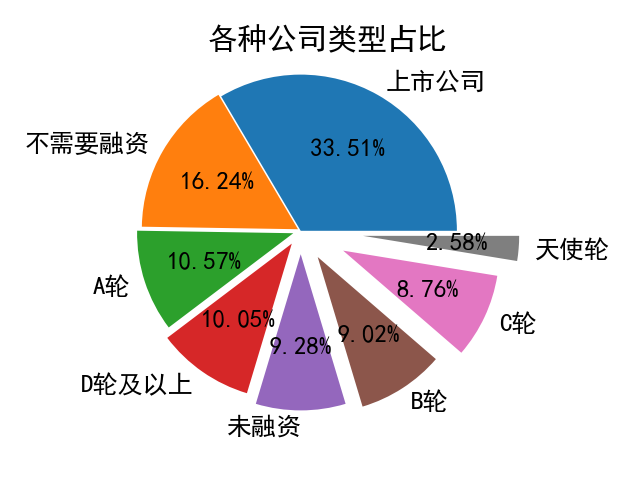 各种公司类型占比
上市公司
33.51%
不需要融资
16.24%
A轮
10.57%
D轮及以上
10.05%
未融资
9.28%
B轮
9.02%
C轮
8.76%
天使轮
2.58%